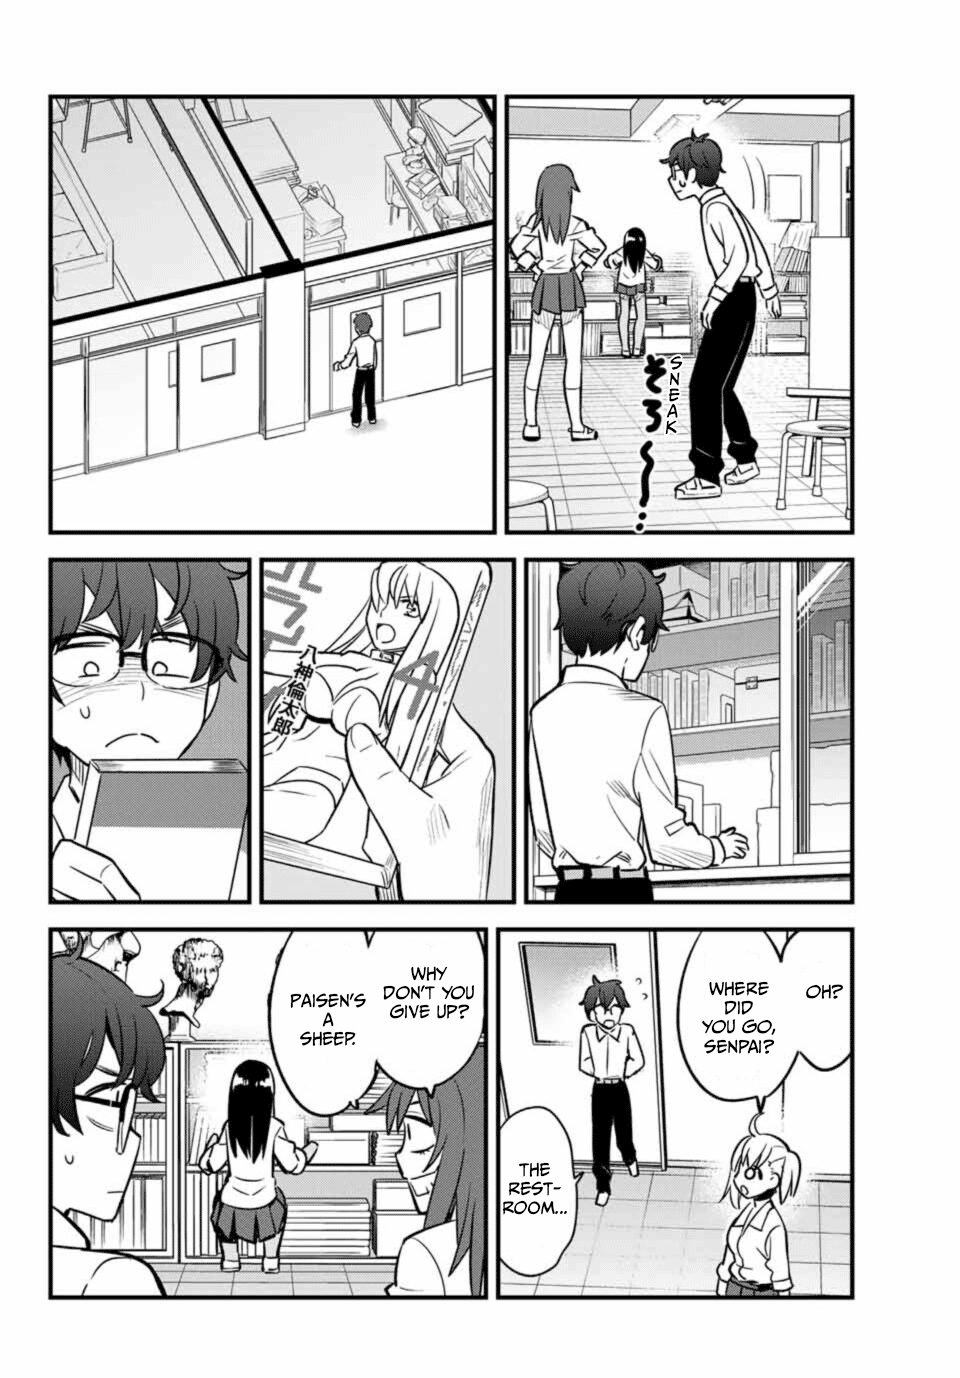 SNEAK
そろ〜…
4
八神倫太郎
OH?
WHERE
DID
YOU GO,
SENPAI?
THE
REST-
ROOM...
WHY
DON'T YOU
GIVE UP?
PAISEN'S
A
SHEEP.